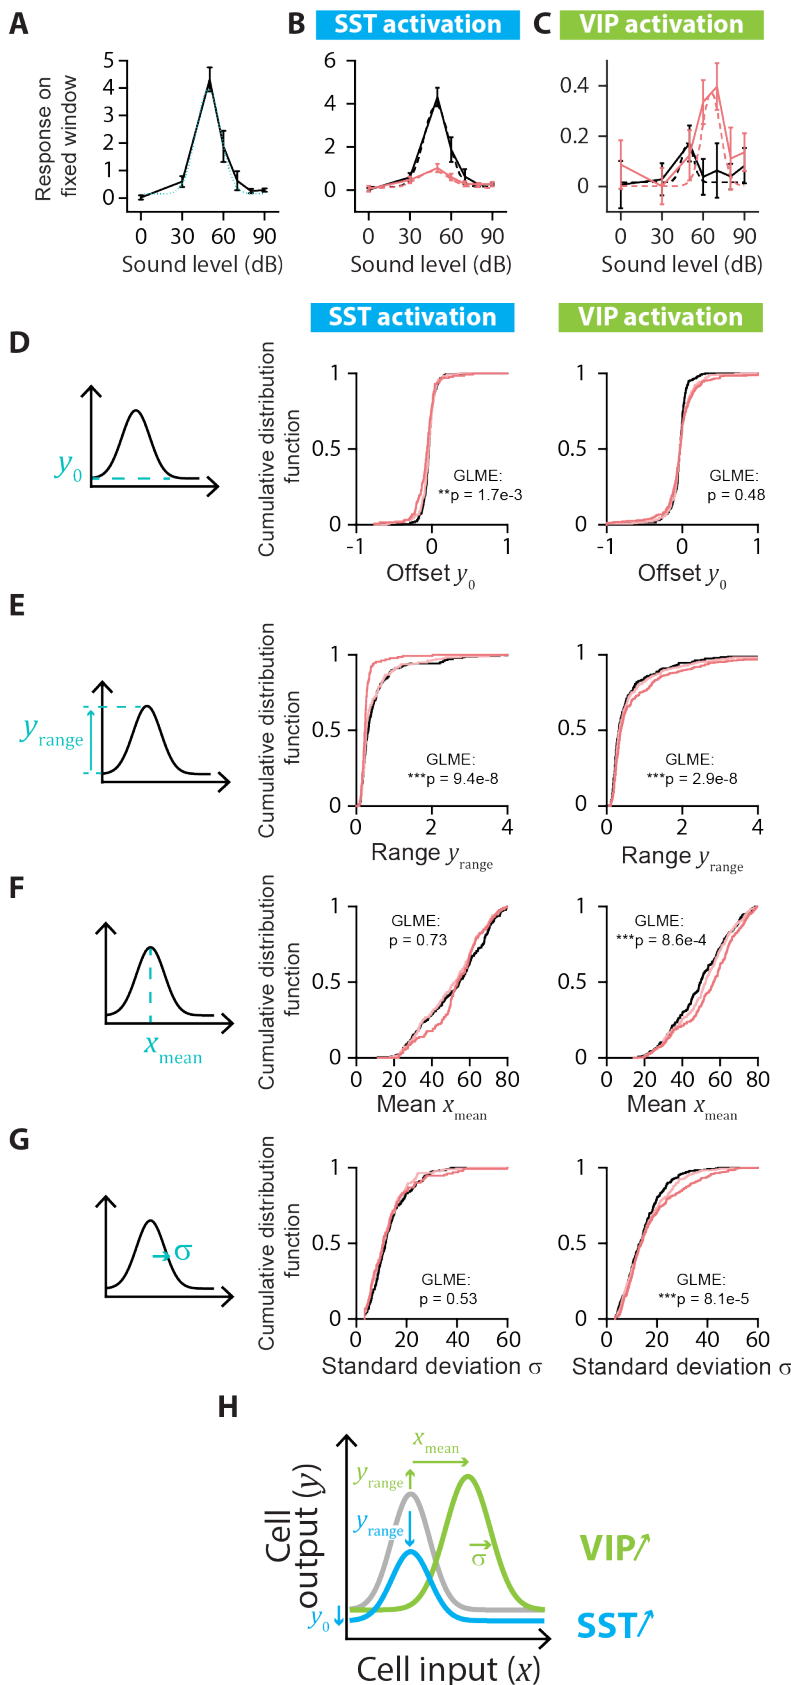 A
B
SST activation
C
VIP activation
Response on
fixed window
5
4
3
2
1
0
0 30 60 90
Sound level (dB)
6
4
2
0
0 30 60 90
Sound level (dB)
0.4
0.2
0
0 30 60 90
Sound level (dB)
SST activation
VIP activation
D
y0
Cumulative distribution
function
1
0.5
0
-1 0 1
Offset y0
GLME:
**p = 1.7e-3
1
0.5
0
-1 0 1
Offset y0
GLME:
p = 0.48
E
yrange
Cumulative distribution
function
1
0.5
0
0 2 4
Range yrange
GLME:
***p = 9.4e-8
1
0.5
0
0 2 4
Range yrange
GLME:
***p = 2.9e-8
F
xmean
Cumulative distribution
function
1
0.5
0
0 20 40 60 80
Mean xmean
GLME:
p = 0.73
1
0.5
0
0 20 40 60 80
Mean xmean
GLME:
***p = 8.6e-4
G
σ
Cumulative distribution
function
1
0.5
0
0 20 40 60
Standard deviation σ
GLME:
p = 0.53
1
0.5
0
0 20 40 60
Standard deviation σ
GLME:
***p = 8.1e-5
H
Cell
output (y)
xmean
yrange
yrange
σ
y0
VIP↗
SST↗
Cell input (x)